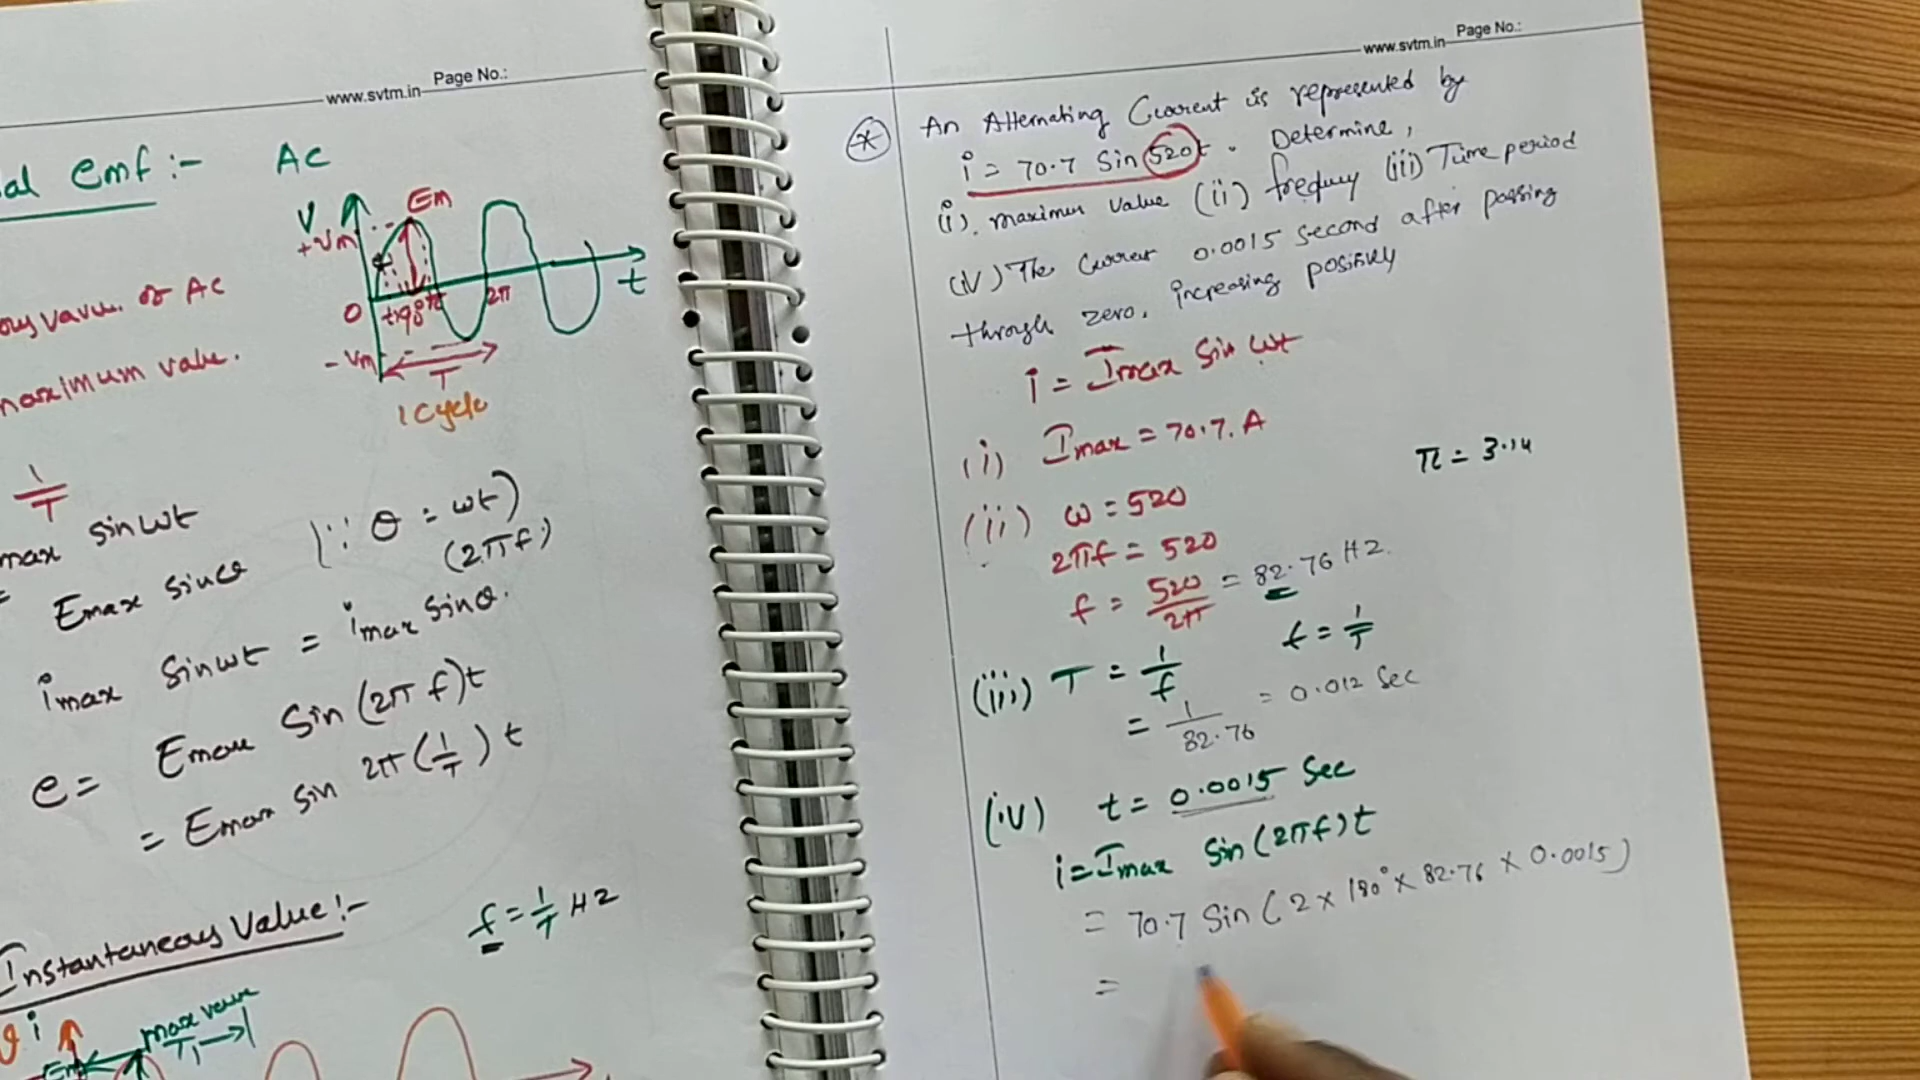 www.svtm.in Page No.:
al emf:- AC
V
+Vm
Em
O
π
2π
t
-Vm
T
1 cycle
or AC
maximum value.
1/T
max sin ωt
Emax sinθ (∵ θ = ωt)
(2πf)
imax sinωt = imax sinθ.
e = Emax sin (2πf)t
= Emax sin 2π(1/T) t
Instantaneous Value:-
f = 1/T HZ
i
max value
T1
www.svtm.in Page No.:
* An Alternating Current is represented by
i = 70.7 Sin 520t. Determine,
(i). maximum value (ii) frequny (iii) Time period
(iv) The Current 0.0015 second after passing
through zero, increasing positivly
i = Imax Sin ωt
(i) Imax = 70.7. A
π = 3.14
(ii) ω = 520
2πf = 520
f = 520/2π = 82.76 HZ.
(iii) T = 1/f f = 1/T
= 1/82.76 = 0.012 Sec
(iv) t = 0.0015 Sec
i = Imax Sin (2πf)t
= 70.7 Sin (2 x 180° x 82.76 x 0.0015)
=